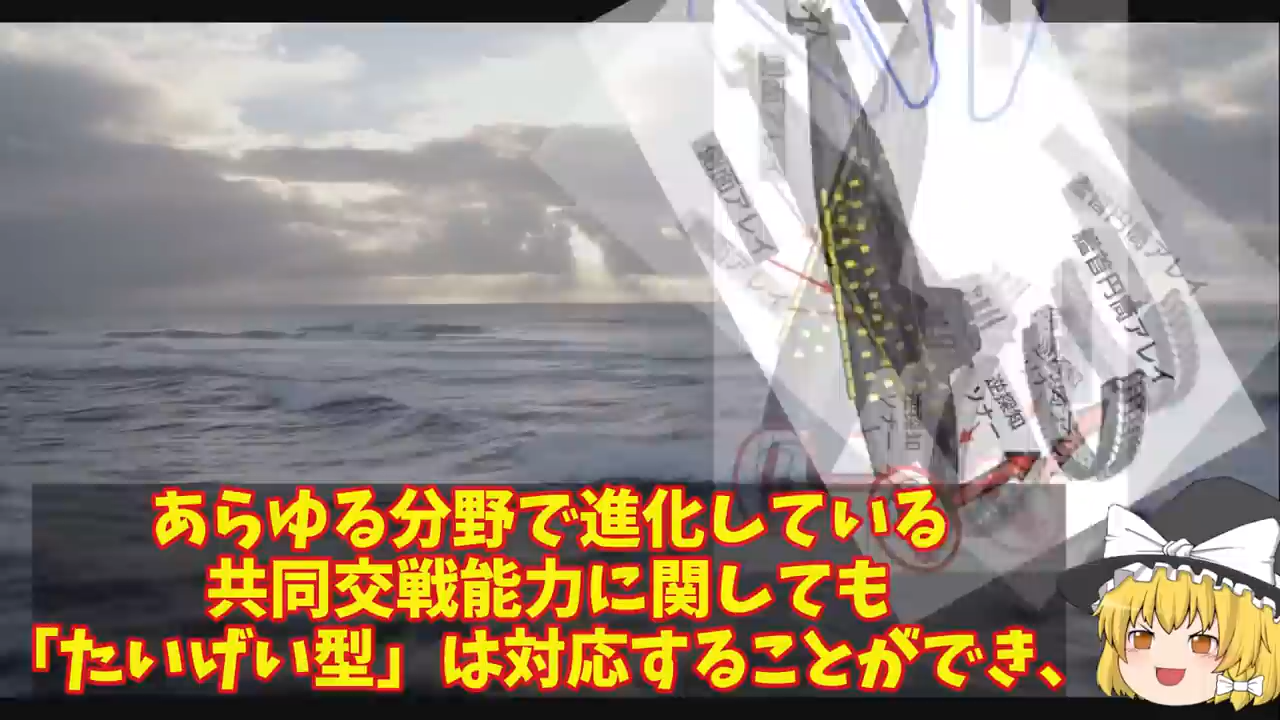 側面アレイ
艦首円筒アレイ
艦首円筒アレイ
逆探知
ソナー
あらゆる分野で進化している
共同交戦能力に関しても
「たいげい型」は対応することができ、